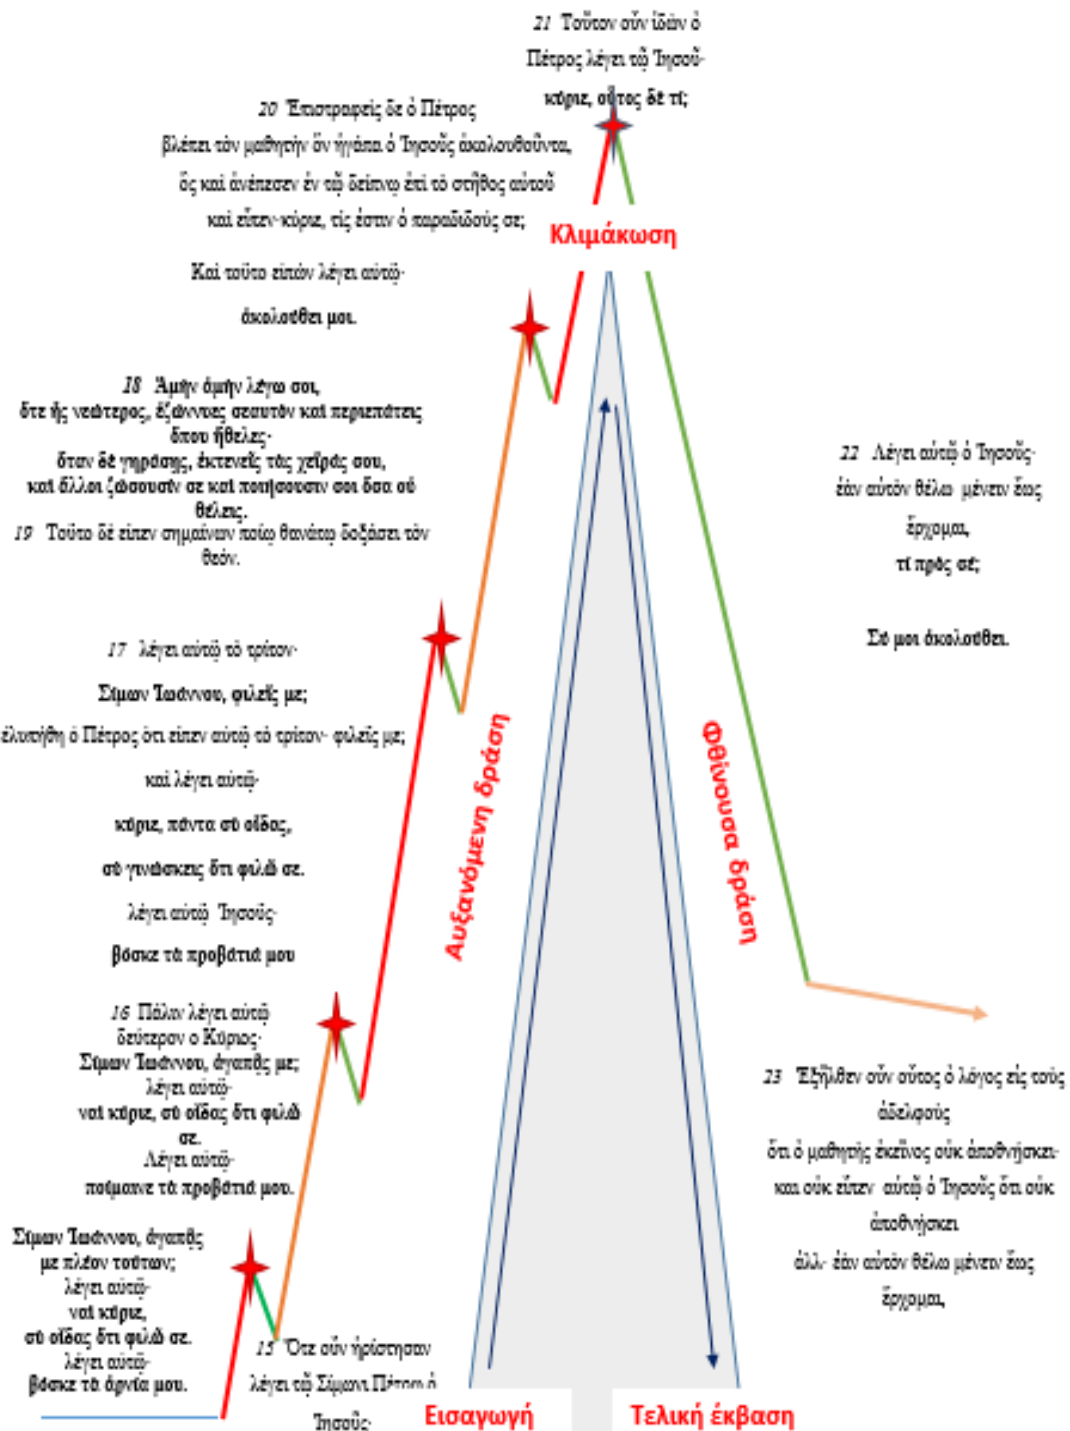 21 Τοῦτον οὖν ἰδὼν ὁ
Πέτρος λέγει τῷ Ἰησοῦ·
κύριε, οὗτος δὲ τί;
20 Ἐπιστραφεὶς δε ὁ Πέτρος
βλέπει τὸν μαθητὴν ὃν ἠγάπα ὁ Ἰησοῦς ἀκολουθοῦντα,
ὃς καὶ ἀνέπεσεν ἐν τῷ δείπνῳ ἐπὶ τὸ στῆθος αὐτοῦ
καὶ εἶπεν·κύριε, τίς ἐστιν ὁ παραδιδούς σε;
Κλιμάκωση
Καὶ τοῦτο εἰπὼν λέγει αὐτῷ·
ἀκολούθει μοι.
18 Ἀμὴν ἀμὴν λέγω σοι,
ὅτε ἦς νεώτερος, ἐζώννυες σεαυτὸν καὶ περιεπάτεις
ὅπου ἤθελες·
ὅταν δὲ γηράσῃς, ἐκτενεῖς τὰς χεῖράς σου,
καὶ ἄλλοι ζώσουσίν σε καὶ ποιήσουσιν σοι ὅσα οὐ
θέλεις.
19 Τοῦτο δὲ εἶπεν σημαίνων ποίῳ θανάτῳ δοξάσει τὸν
θεόν.
22 Λέγει αὐτῷ ὁ Ἰησοῦς·
ἐὰν αὐτὸν θέλω μένειν ἕως
ἔρχομαι,
τί πρὸς σέ;
Σύ μοι ἀκολούθει.
17 λέγει αὐτῷ τὸ τρίτον·
Σίμων Ἰωάννου, φιλεῖς με;
ἐλυπήθη ὁ Πέτρος ὅτι εἶπεν αὐτῷ τὸ τρίτον· φιλεῖς με;
καὶ λέγει αὐτῷ·
κύριε, πάντα σὺ οἶδας,
σὺ γινώσκεις ὅτι φιλῶ σε.
λέγει αὐτῷ Ἰησοῦς·
βόσκε τὰ προβάτιά μου
Αυξανόμενη δράση
Φθίνουσα δράση
16 Πάλιν λέγει αὐτῷ
δεύτερον ο Κύριος·
Σίμων Ἰωάννου, ἀγαπᾷς με;
λέγει αὐτῷ·
ναὶ κύριε, σὺ οἶδας ὅτι φιλῶ
σε.
Λέγει αὐτῷ·
ποίμαινε τὰ προβάτιά μου.
23 Ἐξῆλθεν οὖν οὗτος ὁ λόγος εἰς τοὺς
ἀδελφοὺς
ὅτι ὁ μαθητὴς ἐκεῖνος οὐκ ἀποθνῄσκει·
και οὐκ εἶπεν αὐτῷ ὁ Ἰησοῦς ὅτι οὐκ
ἀποθνῄσκει
ἀλλ· ἐὰν αὐτὸν θέλω μένειν ἕως
ἔρχομαι,
15 Ὅτε οὖν ἠρίστησαν
λέγει τῷ Σίμωνι Πέτρῳ ὁ
Ἰησοῦς·
Σίμων Ἰωάννου, ἀγαπᾷς
με πλέον τούτων;
λέγει αὐτῷ·
ναὶ κύριε,
σὺ οἶδας ὅτι φιλῶ σε.
λέγει αὐτῷ·
βόσκε τὰ ἀρνία μου.
Εισαγωγή
Τελική έκβαση